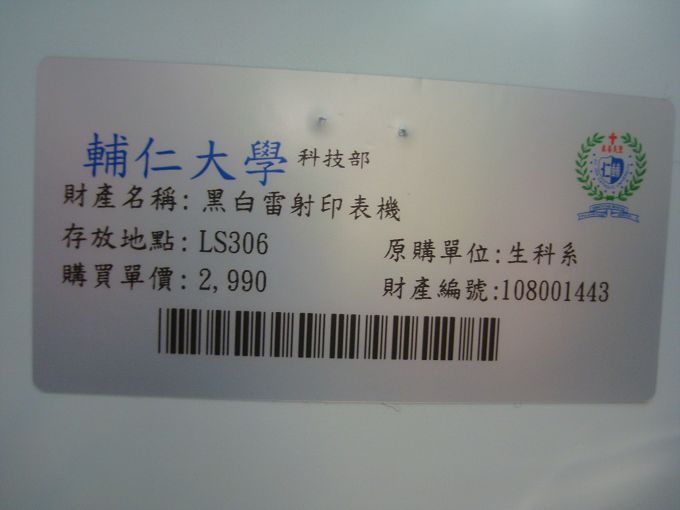 輔仁大學 科技部
財產名稱: 黑白雷射印表機
存放地點: LS306
原購單位:生科系
購買單價: 2,990
財產編號:108001443